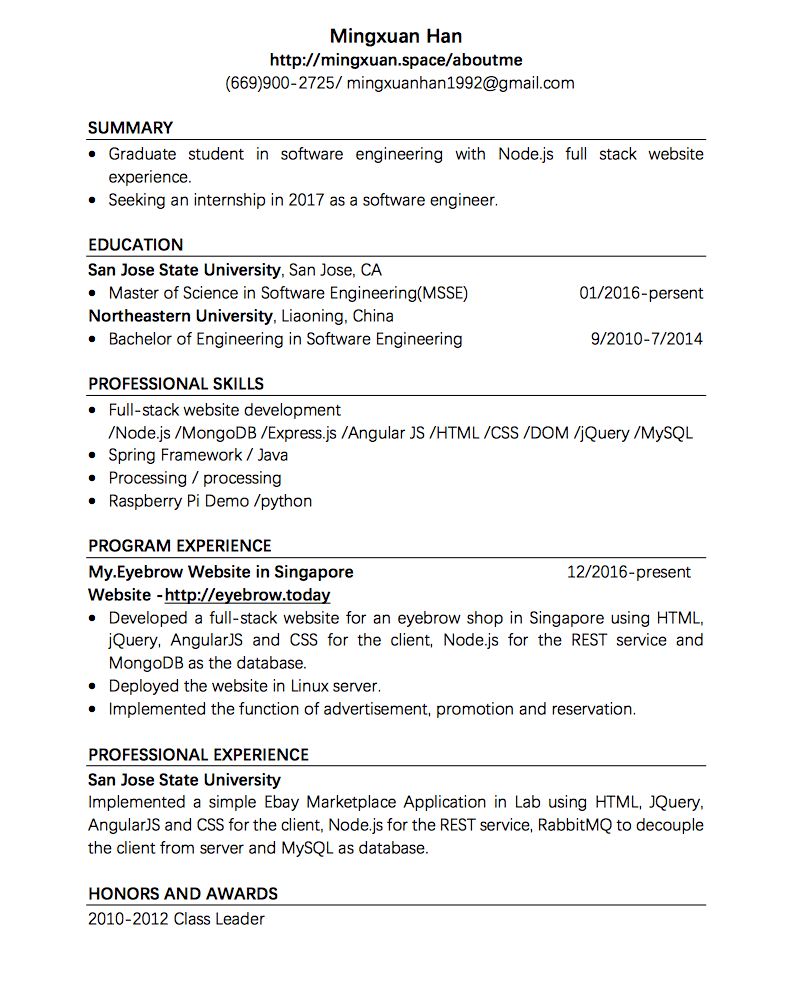 Mingxuan Han
http://mingxuan.space/aboutme
(669)900-2725/ mingxuanhan1992@gmail.com
SUMMARY
• Graduate student in software engineering with Node.js full stack website
experience.
• Seeking an internship in 2017 as a software engineer.
EDUCATION
San Jose State University, San Jose, CA
• Master of Science in Software Engineering(MSSE) 01/2016-persent
Northeastern University, Liaoning, China
• Bachelor of Engineering in Software Engineering 9/2010-7/2014
PROFESSIONAL SKILLS
• Full-stack website development
/Node.js /MongoDB /Express.js /Angular JS /HTML /CSS /DOM /jQuery /MySQL
• Spring Framework / Java
• Processing / processing
• Raspberry Pi Demo /python
PROGRAM EXPERIENCE
My.Eyebrow Website in Singapore 12/2016-present
Website -http://eyebrow.today
• Developed a full-stack website for an eyebrow shop in Singapore using HTML,
jQuery, AngularJS and CSS for the client, Node.js for the REST service and
MongoDB as the database.
• Deployed the website in Linux server.
• Implemented the function of advertisement, promotion and reservation.
PROFESSIONAL EXPERIENCE
San Jose State University
Implemented a simple Ebay Marketplace Application in Lab using HTML, JQuery,
AngularJS and CSS for the client, Node.js for the REST service, RabbitMQ to decouple
the client from server and MySQL as database.
HONORS AND AWARDS
2010-2012 Class Leader